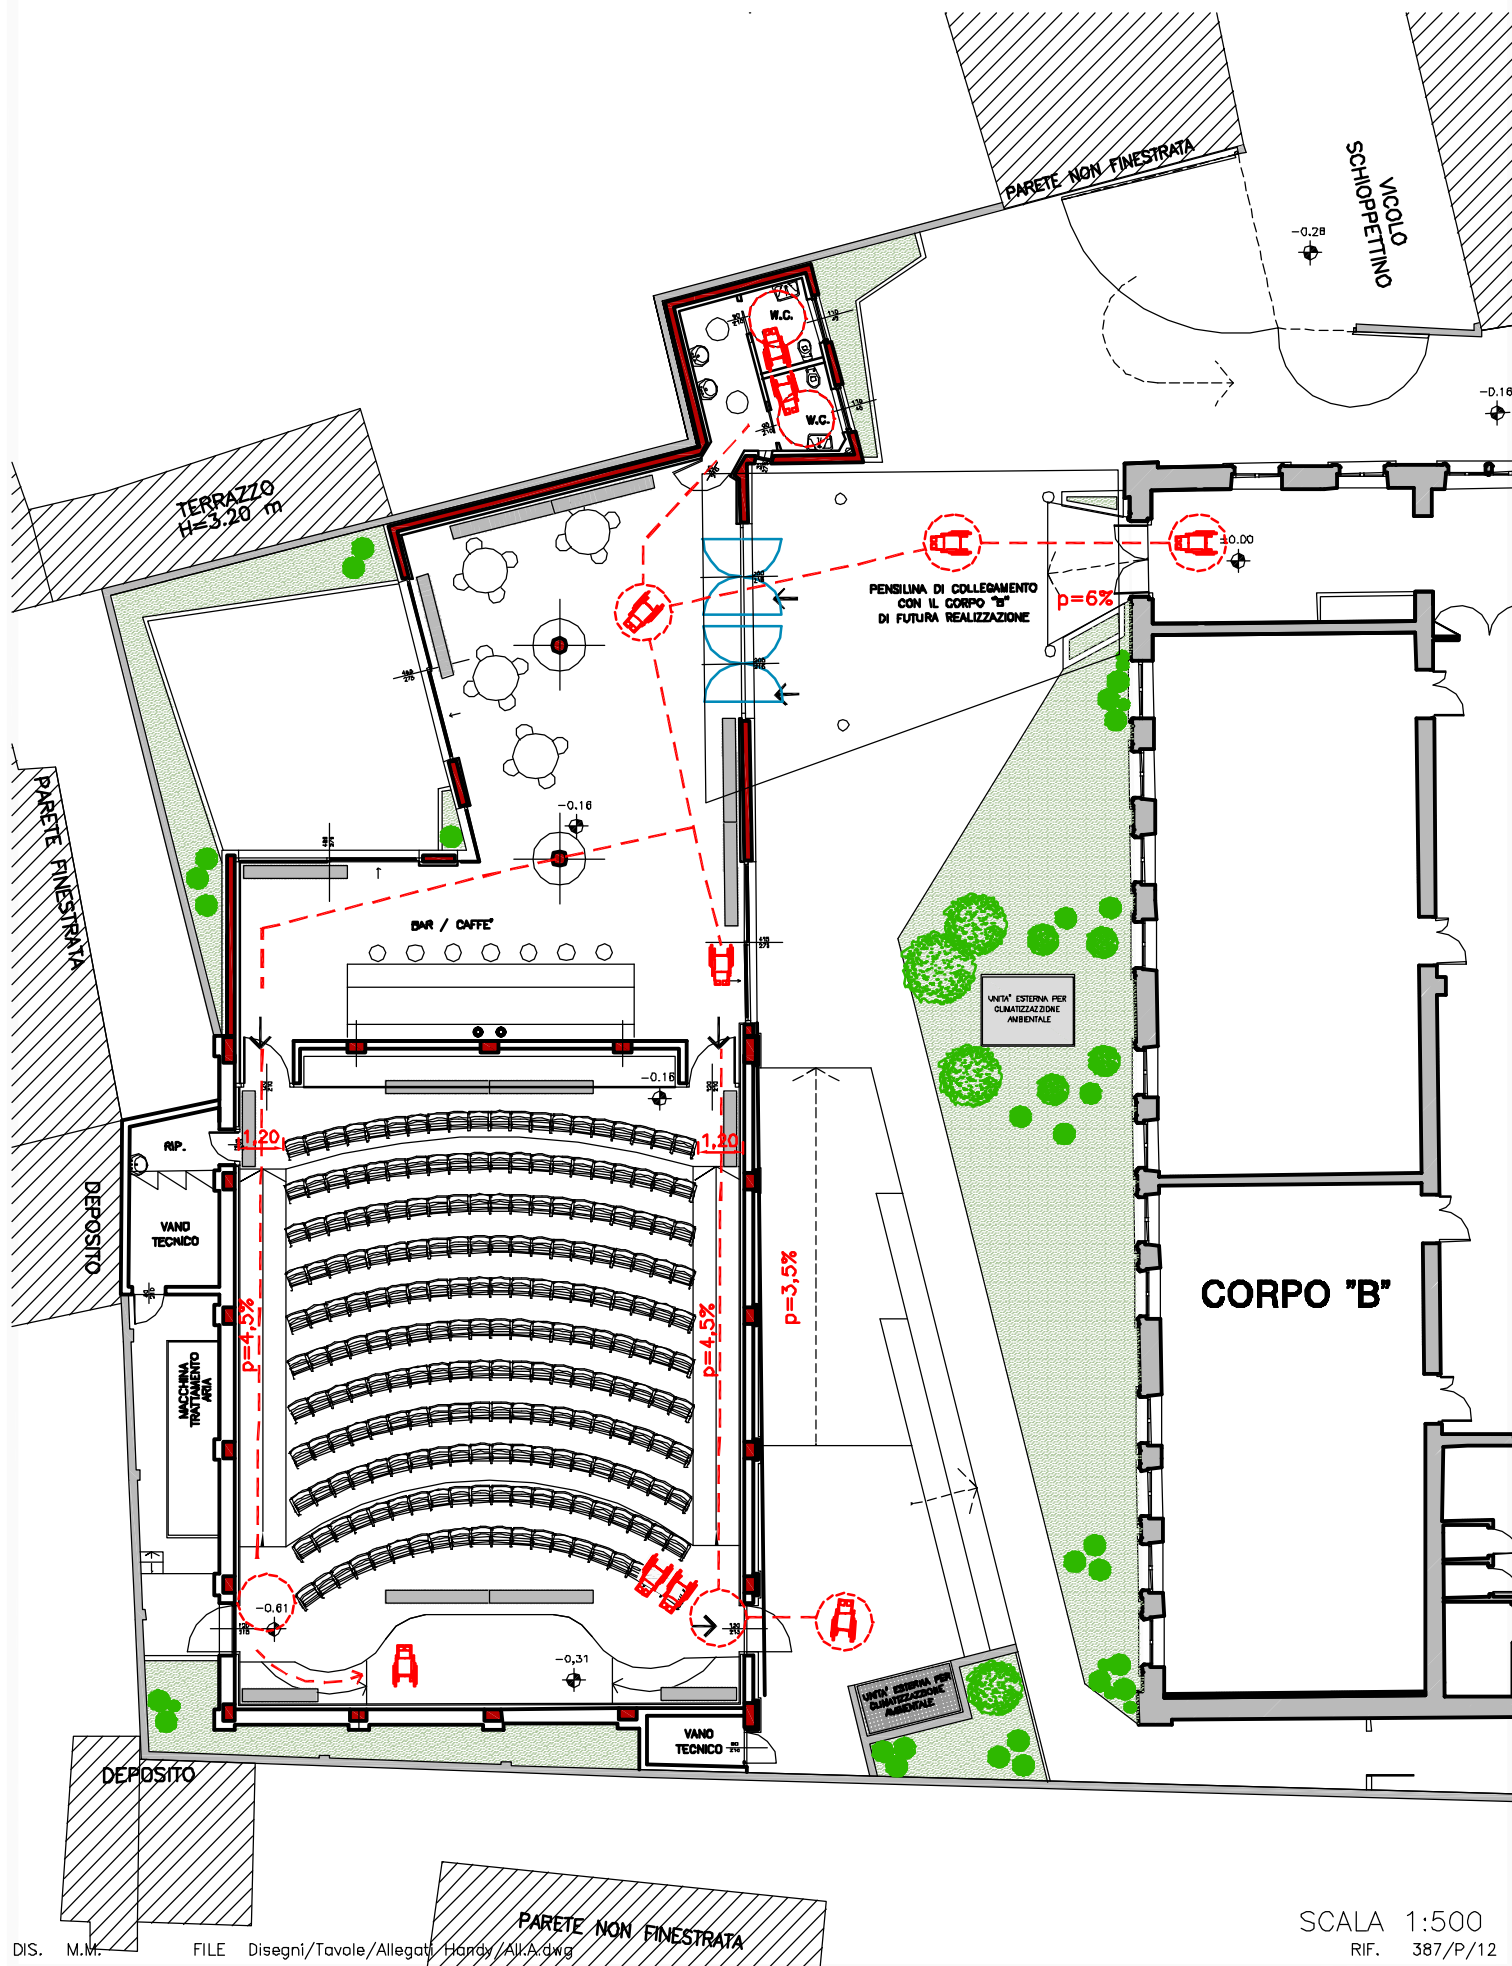 PARETE NON FINESTRATA
VICOLO
SCHIOPPETTINO
-0.28
-0.16
W.C.
W.C.
TERRAZZO
H=3.20 m
±0.00
PENSILINA DI COLLEGAMENTO
CON IL CORPO "B"
DI FUTURA REALIZZAZIONE
p=6%
PARETE FINESTRATA
-0.16
BAR / CAFFE'
UNITA' ESTERNA PER
CLIMATIZZAZIONE
AMBIENTALE
-0.16
1,20
1,20
RIP.
DEPOSITO
VANO
TECNICO
p=4,5%
p=4,5%
p=3,5%
CORPO "B"
MACCHINA
TRATTAMENTO
ARIA
-0.61
-0,31
UNITA' ESTERNA PER
CLIMATIZZAZIONE
AMBIENTALE
VANO
TECNICO
DEPOSITO
PARETE NON FINESTRATA
SCALA 1:500
DIS. M.M. FILE Disegni/Tavole/Allegati Handy/All.A.dwg
RIF. 387/P/12